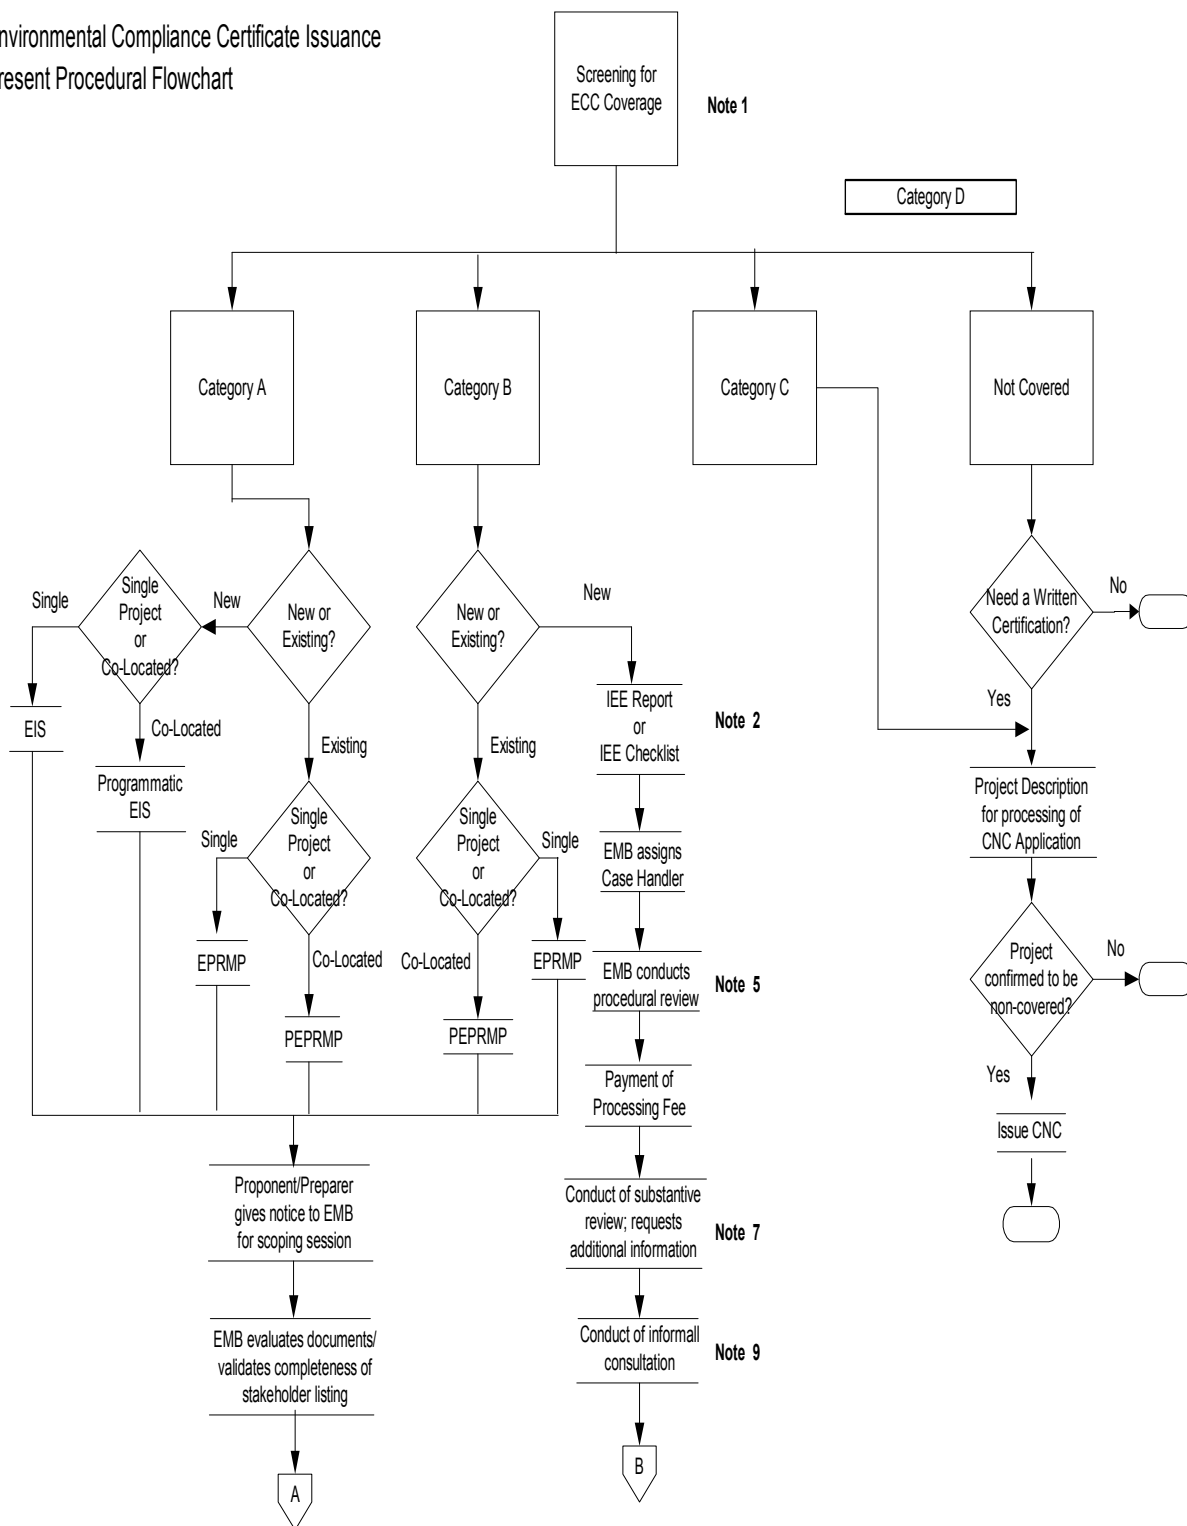 nvironmental Compliance Certificate Issuance
resent Procedural Flowchart
Screening for
ECC Coverage
Note 1
Category D
Category A
Category B
Category C
Not Covered
Single
Single
Project
or
Co-Located?
New
New or
Existing?
New or
Existing?
New
Need a Written
Certification?
No
Yes
EIS
Co-Located
Programmatic
EIS
Existing
Existing
IEE Report
or
IEE Checklist
Note 2
Project Description
for processing of
CNC Application
Single
Single
Project
or
Co-Located?
Single
Project
or
Co-Located?
Single
EMB assigns
Case Handler
EPRMP
Co-Located
Co-Located
EPRMP
EMB conducts
procedural review
Note 5
Project
confirmed to be
non-covered?
No
PEPRMP
PEPRMP
Yes
Payment of
Processing Fee
Issue CNC
Proponent/Preparer
gives notice to EMB
for scoping session
Conduct of substantive
review; requests
additional information
Note 7
EMB evaluates documents/
validates completeness of
stakeholder listing
Conduct of informall
consultation
Note 9
A
B